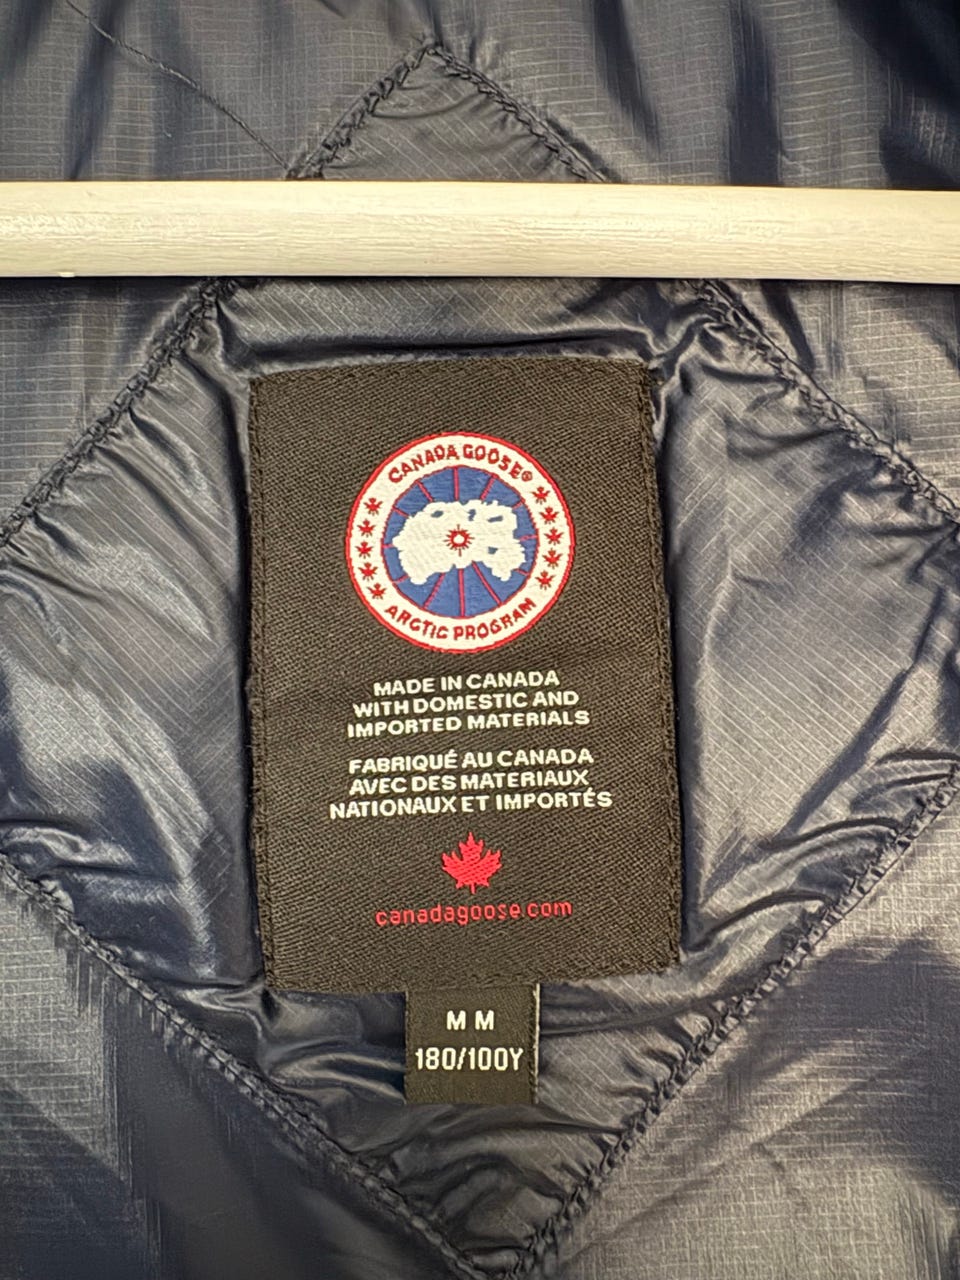 CANADA GOOSE®
ARCTIC PROGRAM
MADE IN CANADA
WITH DOMESTIC AND
IMPORTED MATERIALS
FABRIQUÉ AU CANADA
AVEC DES MATERIAUX
NATIONAUX ET IMPORTÉS
canadagoose.com
M M
180/100Y